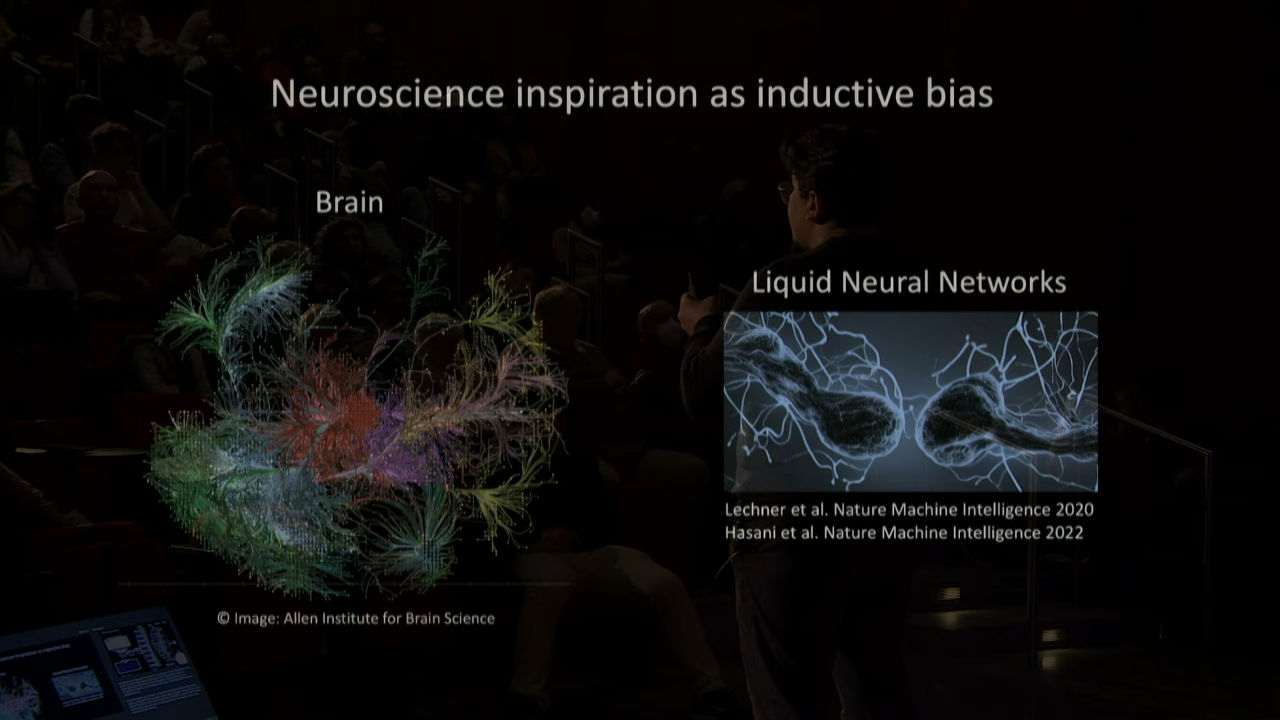 Neuroscience inspiration as inductive bias
Brain
Liquid Neural Networks
Lechner et al. Nature Machine Intelligence 2020
Hasani et al. Nature Machine Intelligence 2022
© Image: Allen Institute for Brain Science